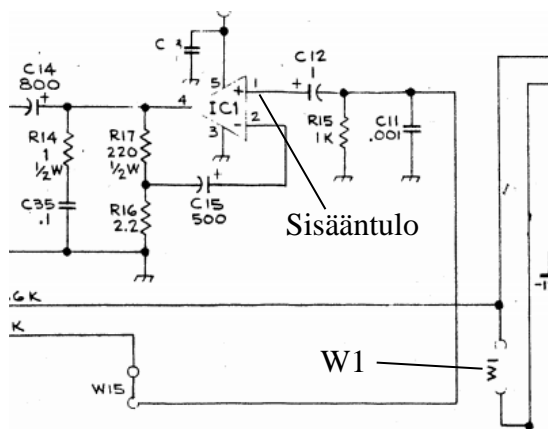 C
C14
800
+
4
5
3
IC1
+
-
1
2
+
C12
1
R14
1
½W
R17
220
½W
R15
1K
C11
.001
C35
.1
R16
2.2
+
C15
500
Sisääntulo
K
W15
W1
W1